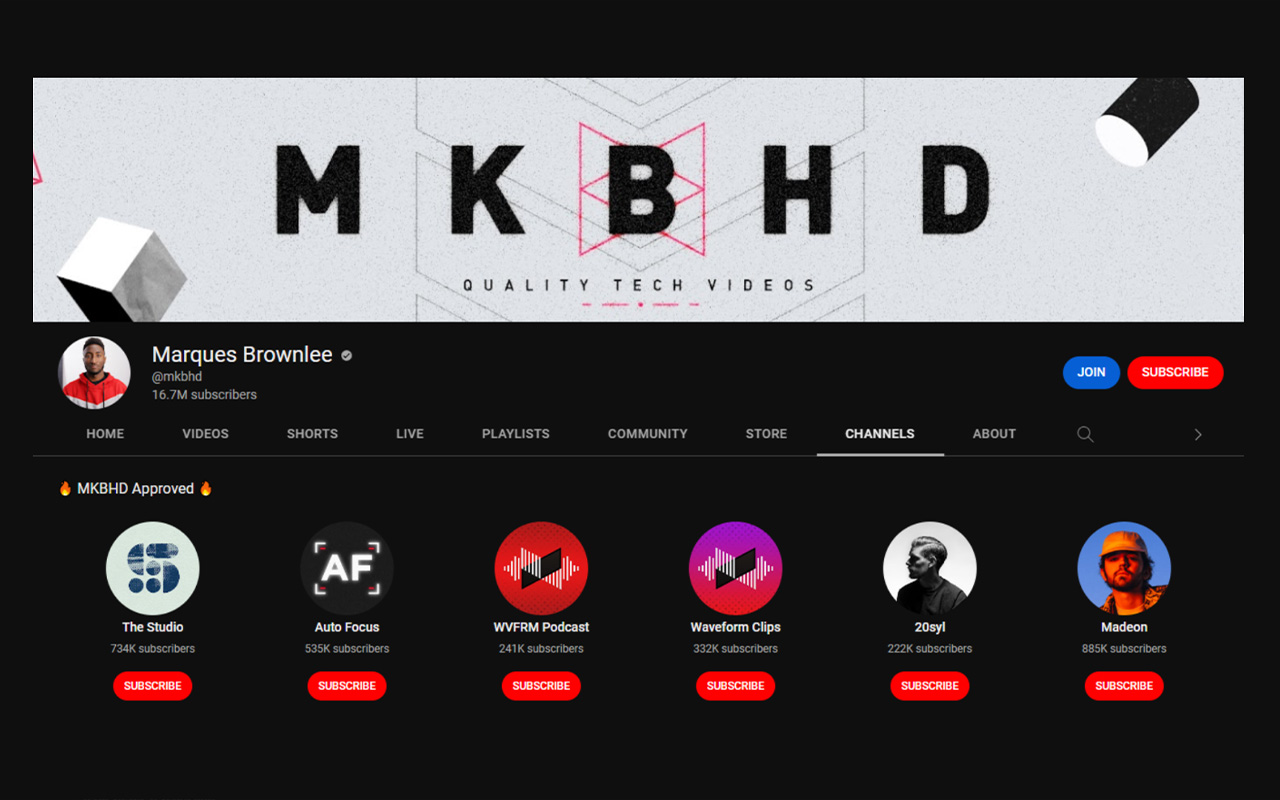 MKBHD
QUALITY TECH VIDEOS
Marques Brownlee
@mkbhd
16.7M subscribers
JOIN
SUBSCRIBE
HOME VIDEOS SHORTS LIVE PLAYLISTS COMMUNITY STORE CHANNELS ABOUT
🔥 MKBHD Approved 🔥
AF
The Studio Auto Focus WVFRM Podcast Waveform Clips 20syl Madeon
734K subscribers 535K subscribers 241K subscribers 332K subscribers 222K subscribers 885K subscribers
SUBSCRIBE SUBSCRIBE SUBSCRIBE SUBSCRIBE SUBSCRIBE SUBSCRIBE